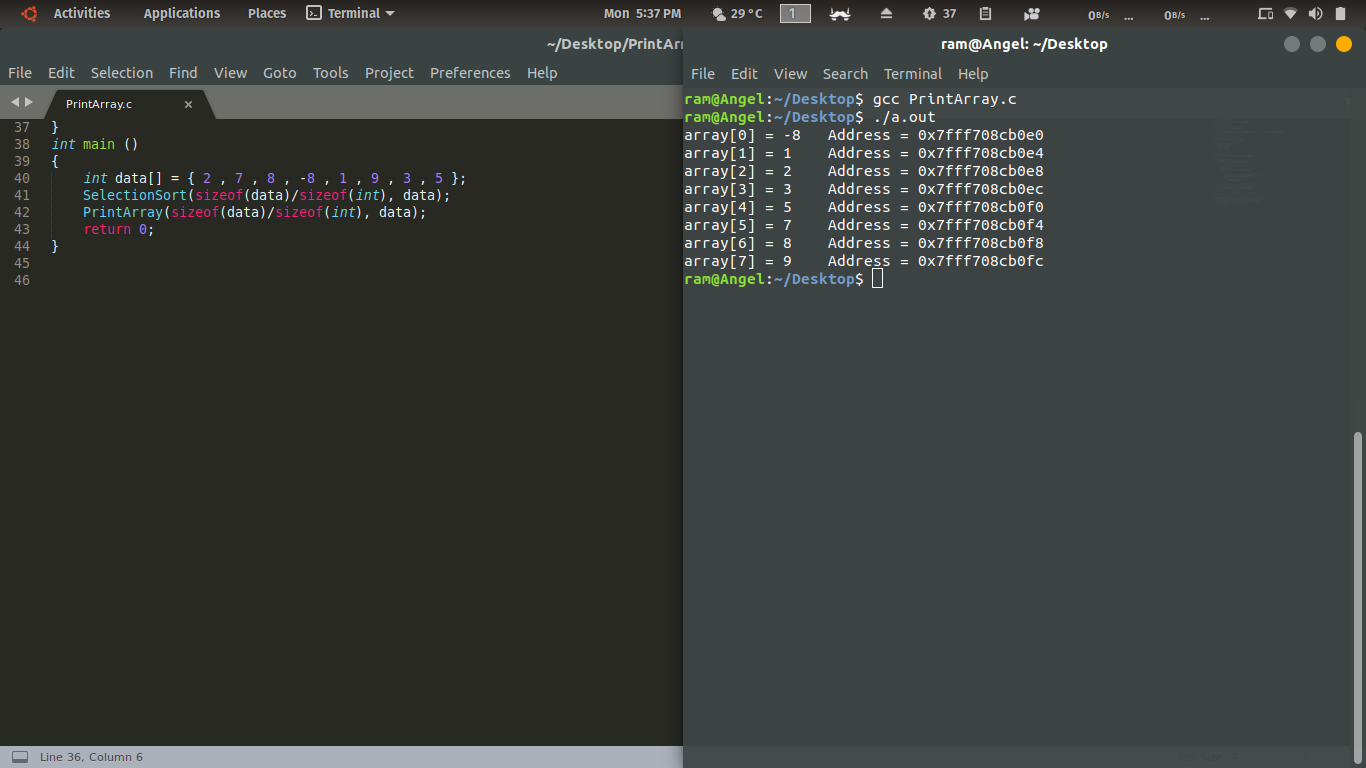 Activities Applications Places Terminal Mon 5:37 PM 29 °C 1 37 0B/s ... 0B/s ...
~/Desktop/PrintArr
File Edit Selection Find View Goto Tools Project Preferences Help
PrintArray.c ×
37 }
38 int main ()
39 {
40 int data[] = { 2 , 7 , 8 , -8 , 1 , 9 , 3 , 5 };
41 SelectionSort(sizeof(data)/sizeof(int), data);
42 PrintArray(sizeof(data)/sizeof(int), data);
43 return 0;
44 }
45
46
Line 36, Column 6
ram@Angel: ~/Desktop
File Edit View Search Terminal Help
ram@Angel:~/Desktop$ gcc PrintArray.c
ram@Angel:~/Desktop$ ./a.out
array[0] = -8 Address = 0x7fff708cb0e0
array[1] = 1 Address = 0x7fff708cb0e4
array[2] = 2 Address = 0x7fff708cb0e8
array[3] = 3 Address = 0x7fff708cb0ec
array[4] = 5 Address = 0x7fff708cb0f0
array[5] = 7 Address = 0x7fff708cb0f4
array[6] = 8 Address = 0x7fff708cb0f8
array[7] = 9 Address = 0x7fff708cb0fc
ram@Angel:~/Desktop$